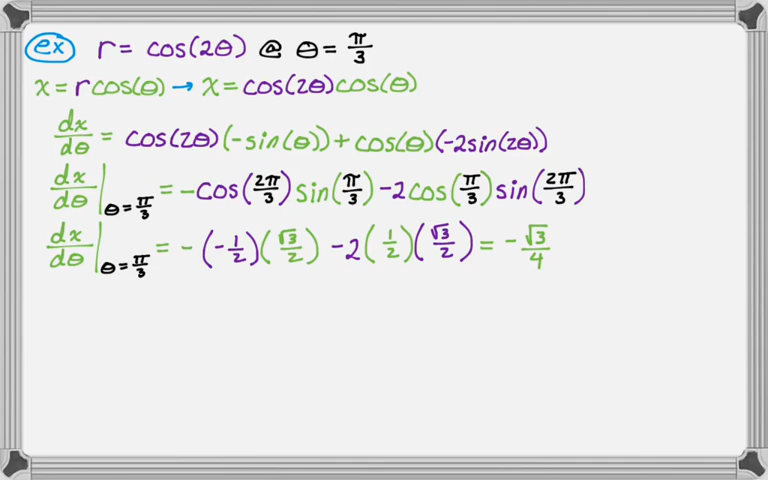 ex r = cos(2θ) @ θ = π/3
x = r cos(θ) → x = cos(2θ)cos(θ)
dx/dθ = cos(2θ)(-sin(θ)) + cos(θ)(-2sin(2θ))
dx/dθ |θ=π/3 = -cos(2π/3) sin(π/3) -2cos(π/3) sin(2π/3)
dx/dθ |θ=π/3 = -(-1/2)(√3/2) -2(1/2)(√3/2) = -√3/4